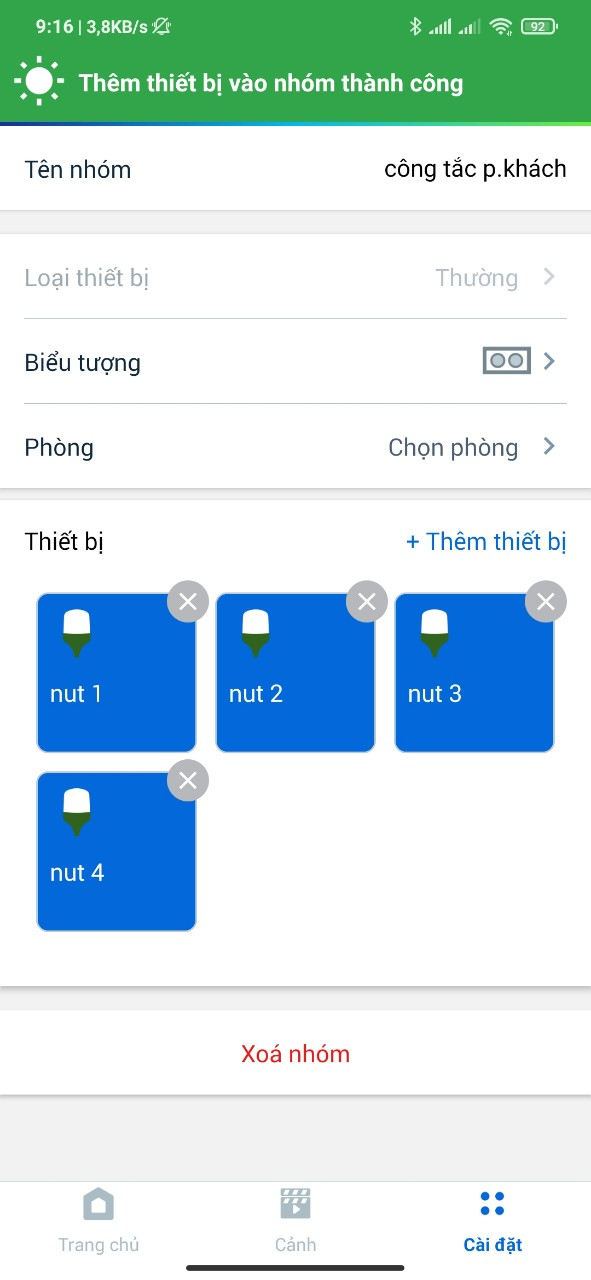 9:16 | 3,8KB/s
92
Thêm thiết bị vào nhóm thành công
Tên nhóm công tắc p.khách
Loại thiết bị Thường
Biểu tượng
Phòng Chọn phòng
Thiết bị + Thêm thiết bị
nut 1 nut 2 nut 3
nut 4
Xoá nhóm
Trang chủ Cảnh Cài đặt